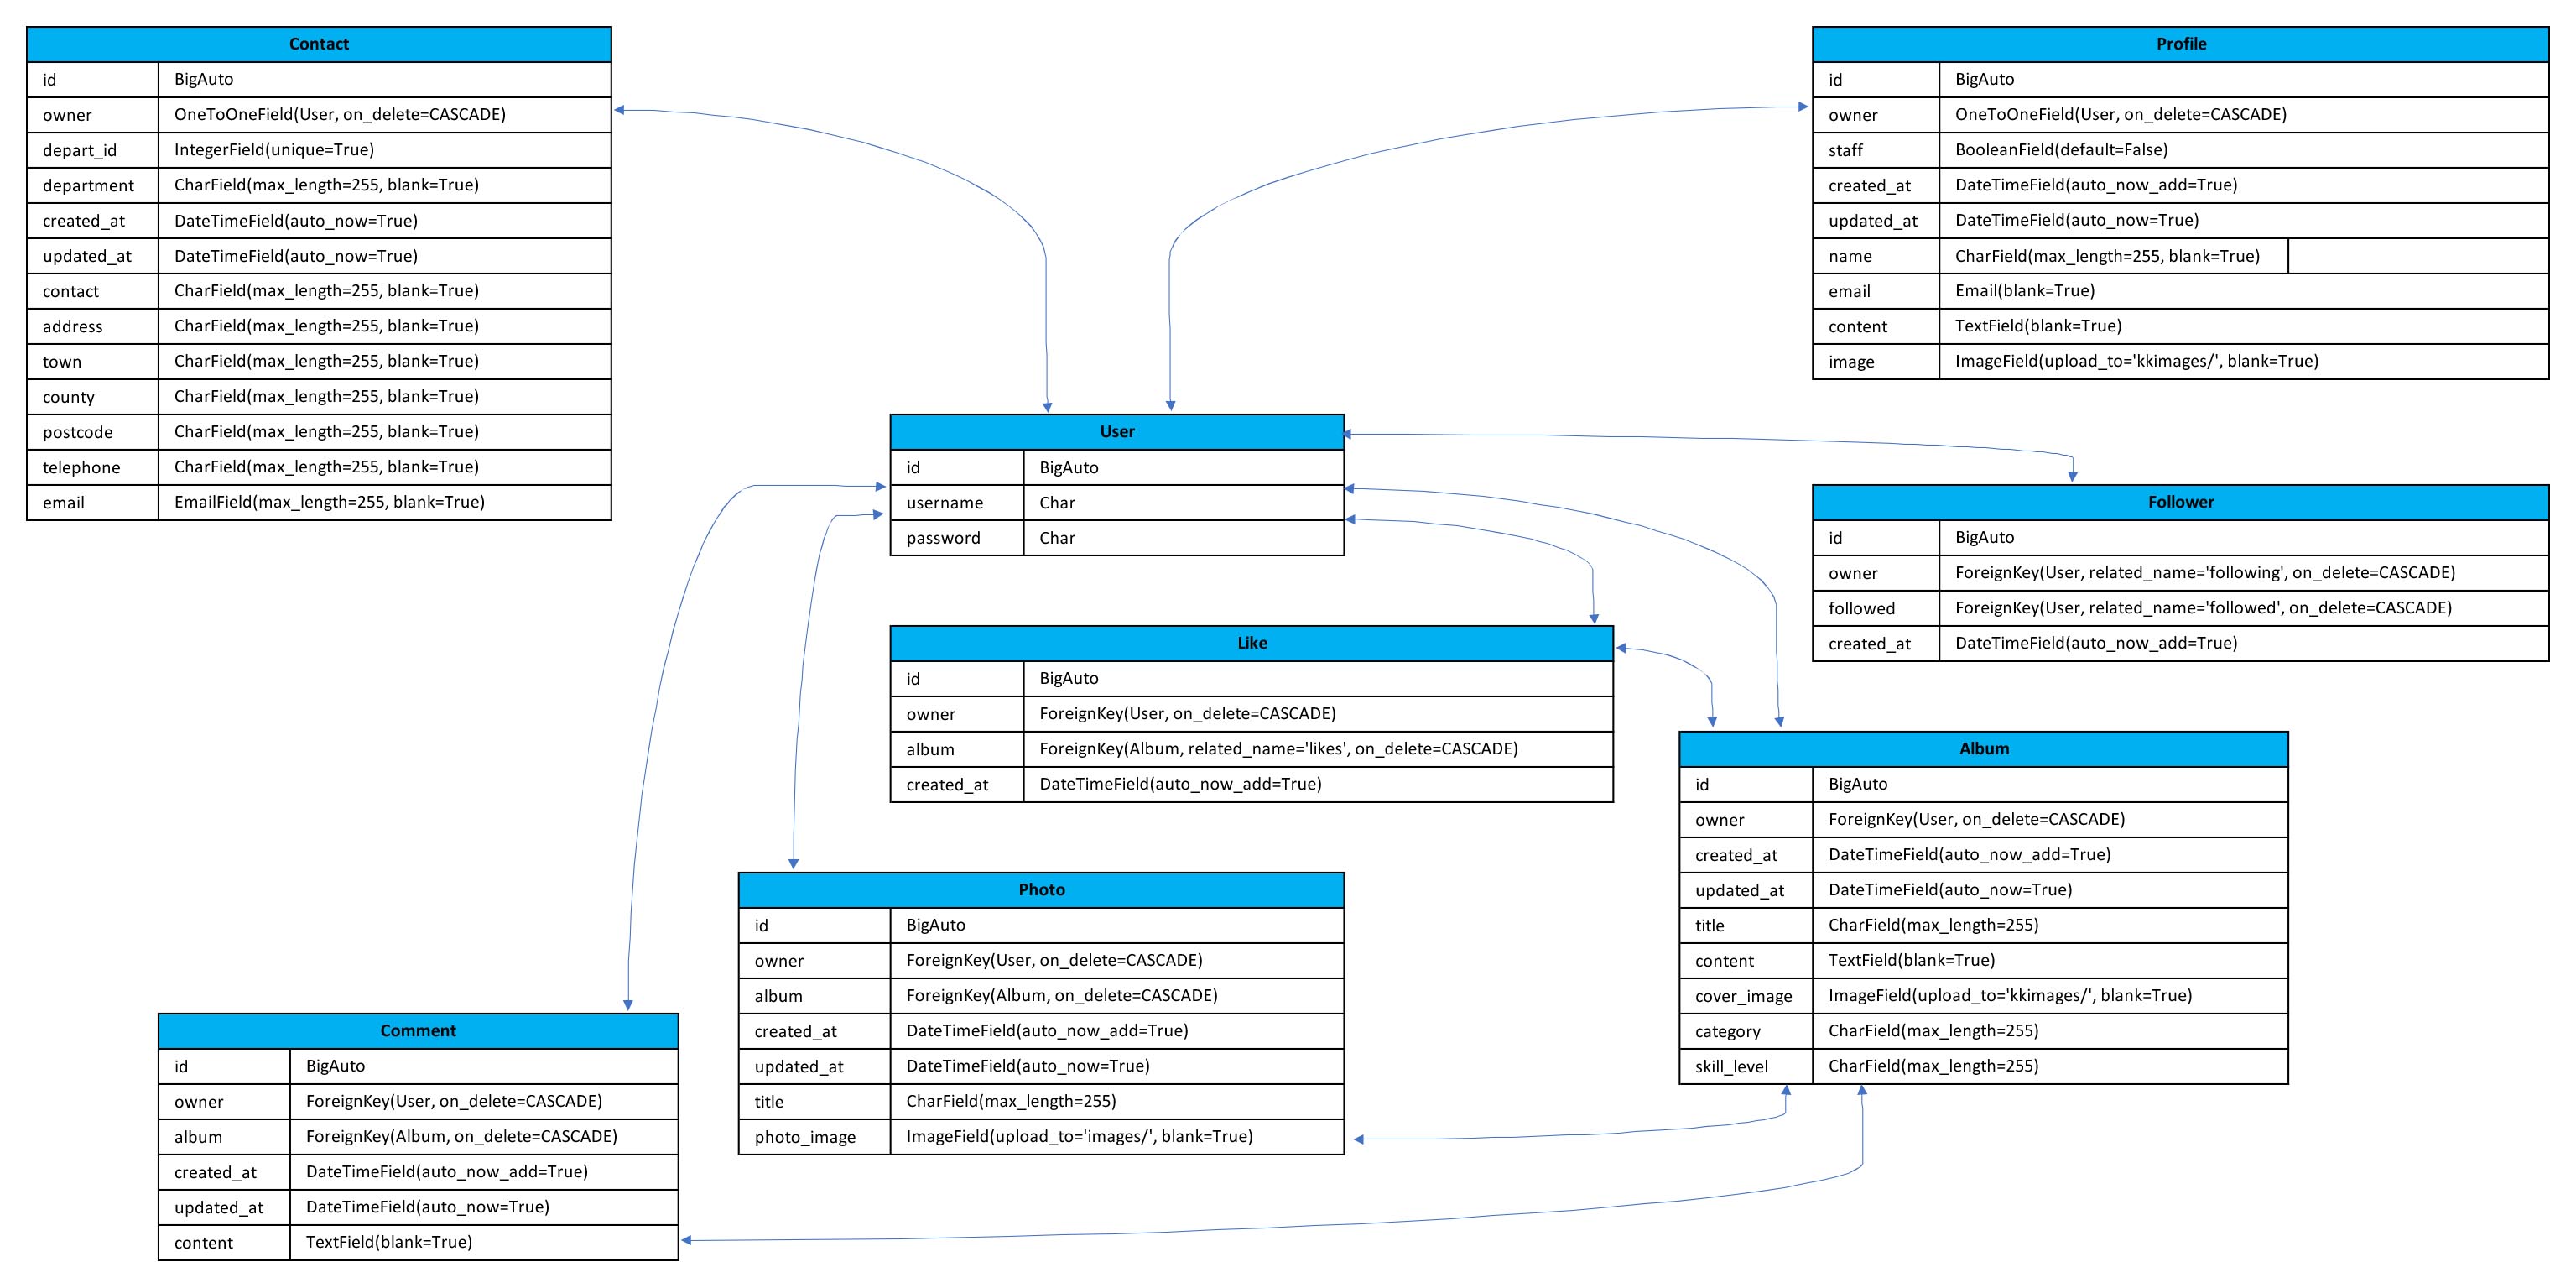 Contact
id BigAuto
owner OneToOneField(User, on_delete=CASCADE)
depart_id IntegerField(unique=True)
department CharField(max_length=255, blank=True)
created_at DateTimeField(auto_now=True)
updated_at DateTimeField(auto_now=True)
contact CharField(max_length=255, blank=True)
address CharField(max_length=255, blank=True)
town CharField(max_length=255, blank=True)
county CharField(max_length=255, blank=True)
postcode CharField(max_length=255, blank=True)
telephone CharField(max_length=255, blank=True)
email EmailField(max_length=255, blank=True)
Profile
id BigAuto
owner OneToOneField(User, on_delete=CASCADE)
staff BooleanField(default=False)
created_at DateTimeField(auto_now_add=True)
updated_at DateTimeField(auto_now=True)
name CharField(max_length=255, blank=True)
email Email(blank=True)
content TextField(blank=True)
image ImageField(upload_to='kkimages/', blank=True)
User
id BigAuto
username Char
password Char
Follower
id BigAuto
owner ForeignKey(User, related_name='following', on_delete=CASCADE)
followed ForeignKey(User, related_name='followed', on_delete=CASCADE)
created_at DateTimeField(auto_now_add=True)
Like
id BigAuto
owner ForeignKey(User, on_delete=CASCADE)
album ForeignKey(Album, related_name='likes', on_delete=CASCADE)
created_at DateTimeField(auto_now_add=True)
Album
id BigAuto
owner ForeignKey(User, on_delete=CASCADE)
created_at DateTimeField(auto_now_add=True)
updated_at DateTimeField(auto_now=True)
title CharField(max_length=255)
content TextField(blank=True)
cover_image ImageField(upload_to='kkimages/', blank=True)
category CharField(max_length=255)
skill_level CharField(max_length=255)
Photo
id BigAuto
owner ForeignKey(User, on_delete=CASCADE)
album ForeignKey(Album, on_delete=CASCADE)
created_at DateTimeField(auto_now_add=True)
updated_at DateTimeField(auto_now=True)
title CharField(max_length=255)
photo_image ImageField(upload_to='images/', blank=True)
Comment
id BigAuto
owner ForeignKey(User, on_delete=CASCADE)
album ForeignKey(Album, on_delete=CASCADE)
created_at DateTimeField(auto_now_add=True)
updated_at DateTimeField(auto_now=True)
content TextField(blank=True)